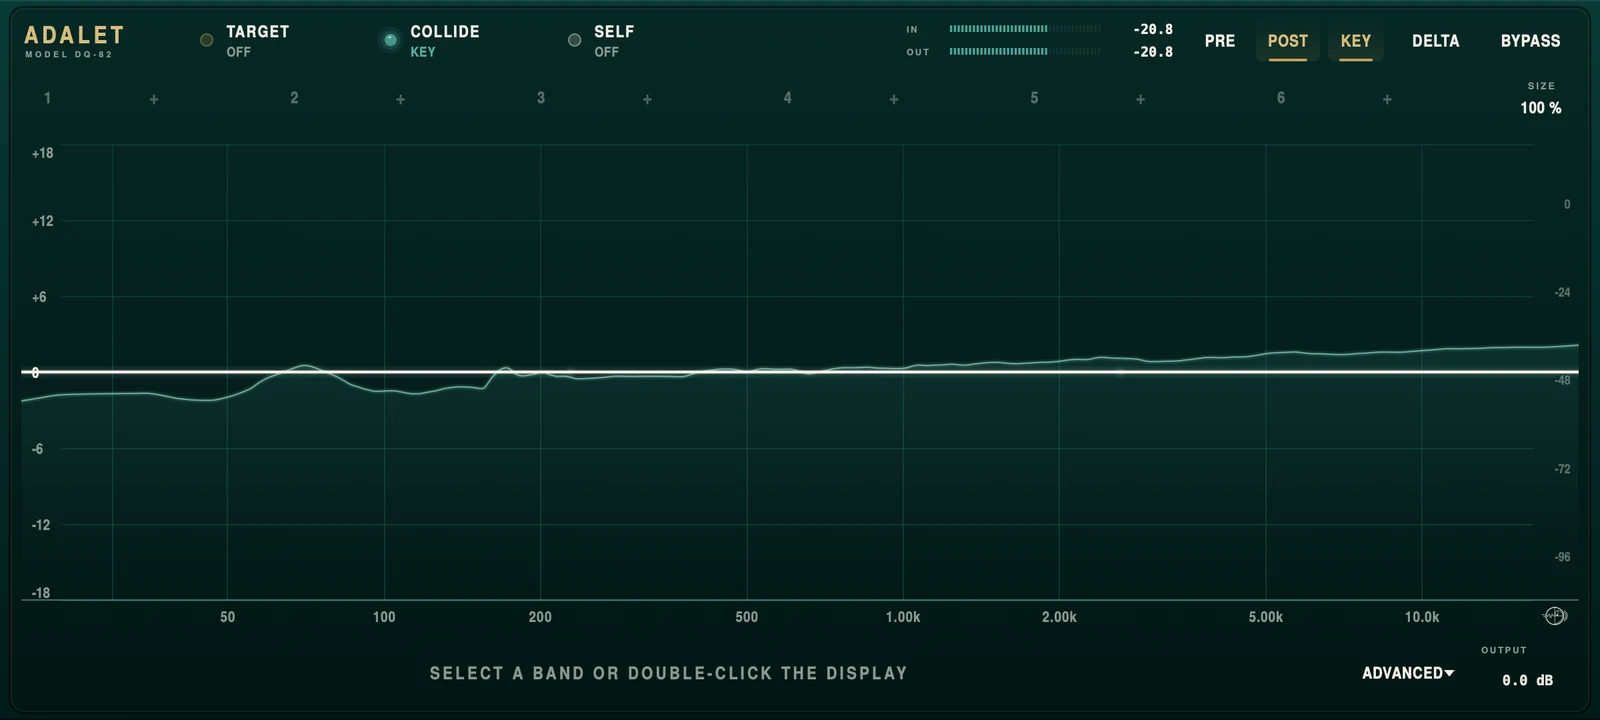 ADALET
MODEL DQ-82
TARGET
OFF
COLLIDE
KEY
SELF
OFF
IN -20.8
OUT -20.8
PRE POST KEY DELTA BYPASS
1 + 2 + 3 + 4 + 5 + 6 +
SIZE
100 %
+18
+12
+6
0
-6
-12
-18
0
-24
-48
-72
-96
50 100 200 500 1.00k 2.00k 5.00k 10.0k
SELECT A BAND OR DOUBLE-CLICK THE DISPLAY
ADVANCED
OUTPUT
0.0 dB